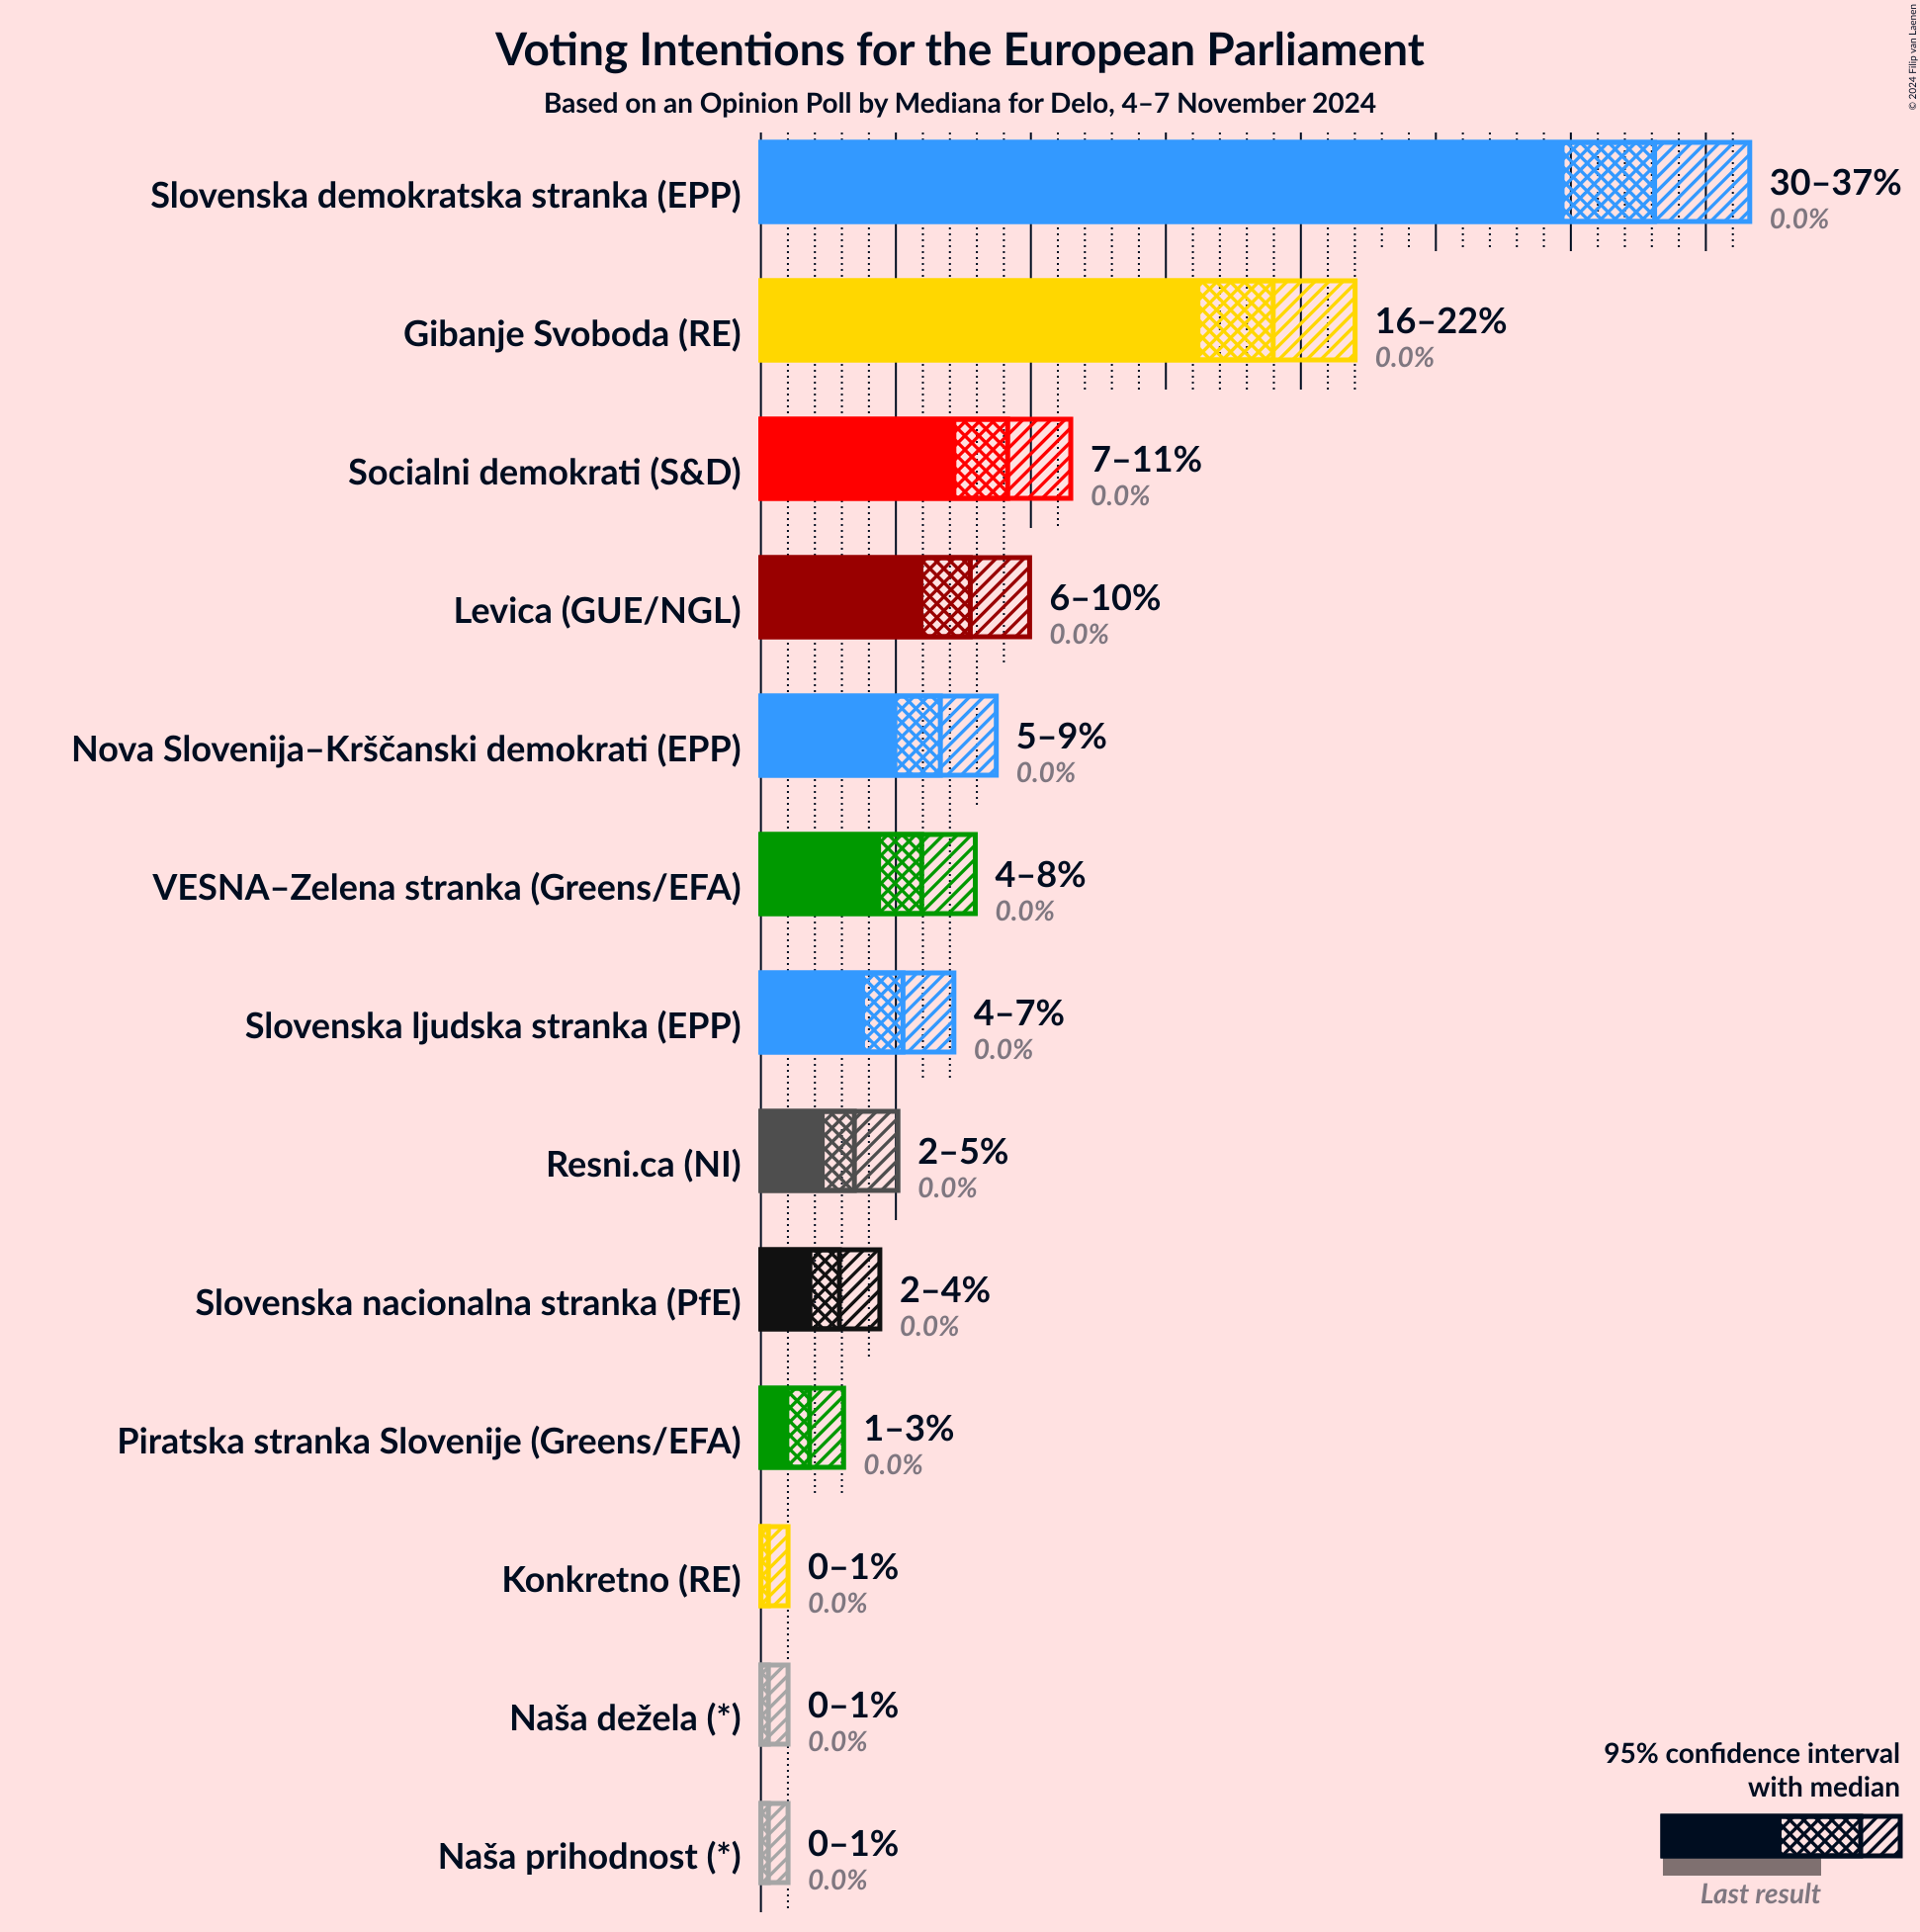 Voting Intentions for the European Parliament
Based on an Opinion Poll by Mediana for Delo, 4–7 November 2024
© 2024 Filip van Laenen
Slovenska demokratska stranka (EPP)
30–37%
0.0%
Gibanje Svoboda (RE)
16–22%
0.0%
Socialni demokrati (S&D)
7–11%
0.0%
Levica (GUE/NGL)
6–10%
0.0%
Nova Slovenija–Krščanski demokrati (EPP)
5–9%
0.0%
VESNA–Zelena stranka (Greens/EFA)
4–8%
0.0%
Slovenska ljudska stranka (EPP)
4–7%
0.0%
Resni.ca (NI)
2–5%
0.0%
Slovenska nacionalna stranka (PfE)
2–4%
0.0%
Piratska stranka Slovenije (Greens/EFA)
1–3%
0.0%
Konkretno (RE)
0–1%
0.0%
Naša dežela (*)
0–1%
0.0%
Naša prihodnost (*)
0–1%
0.0%
95% confidence interval
with median
Last result